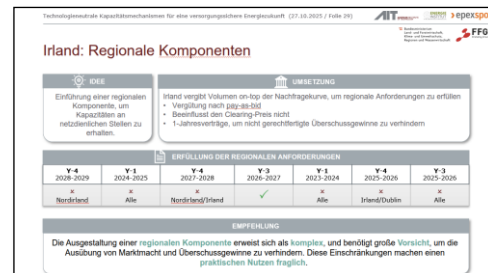 Technologieneutrale Kapazitätsmechanismen für eine versorgungssichere Energiezukunft (27.10.2025 / Folie 29)
AIT
epexspot
FFG
Irland: Regionale Komponenten
IDEE
Einführung einer regionalen
Komponente, um
Kapazitäten an
netzdienlichen Stellen zu
erhalten.
UMSETZUNG
Irland vergibt Volumen on-top der Nachfragekurve, um regionale Anforderungen zu erfüllen
• Vergütung nach pay-as-bid
• Beeinflusst den Clearing-Preis nicht
• 1-Jahresverträge, um nicht gerechtfertigte Überschussgewinne zu verhindern
ERFÜLLUNG DER REGIONALEN ANFORDERUNGEN
Y-4 Y-1 Y-4 Y-3 Y-1 Y-4 Y-3
2028-2029 2024-2025 2027-2028 2026-2027 2023-2024 2025-2026 2025-2026
x x x ✓ x x x
Nordirland Alle Nordirland/Irland Alle Irland/Dublin Alle
EMPFEHLUNG
Die Ausgestaltung einer regionalen Komponente erweist sich als komplex, und benötigt große Vorsicht, um die
Ausübung von Marktmacht und Überschussgewinne zu verhindern. Diese Einschränkungen machen einen
praktischen Nutzen fraglich.